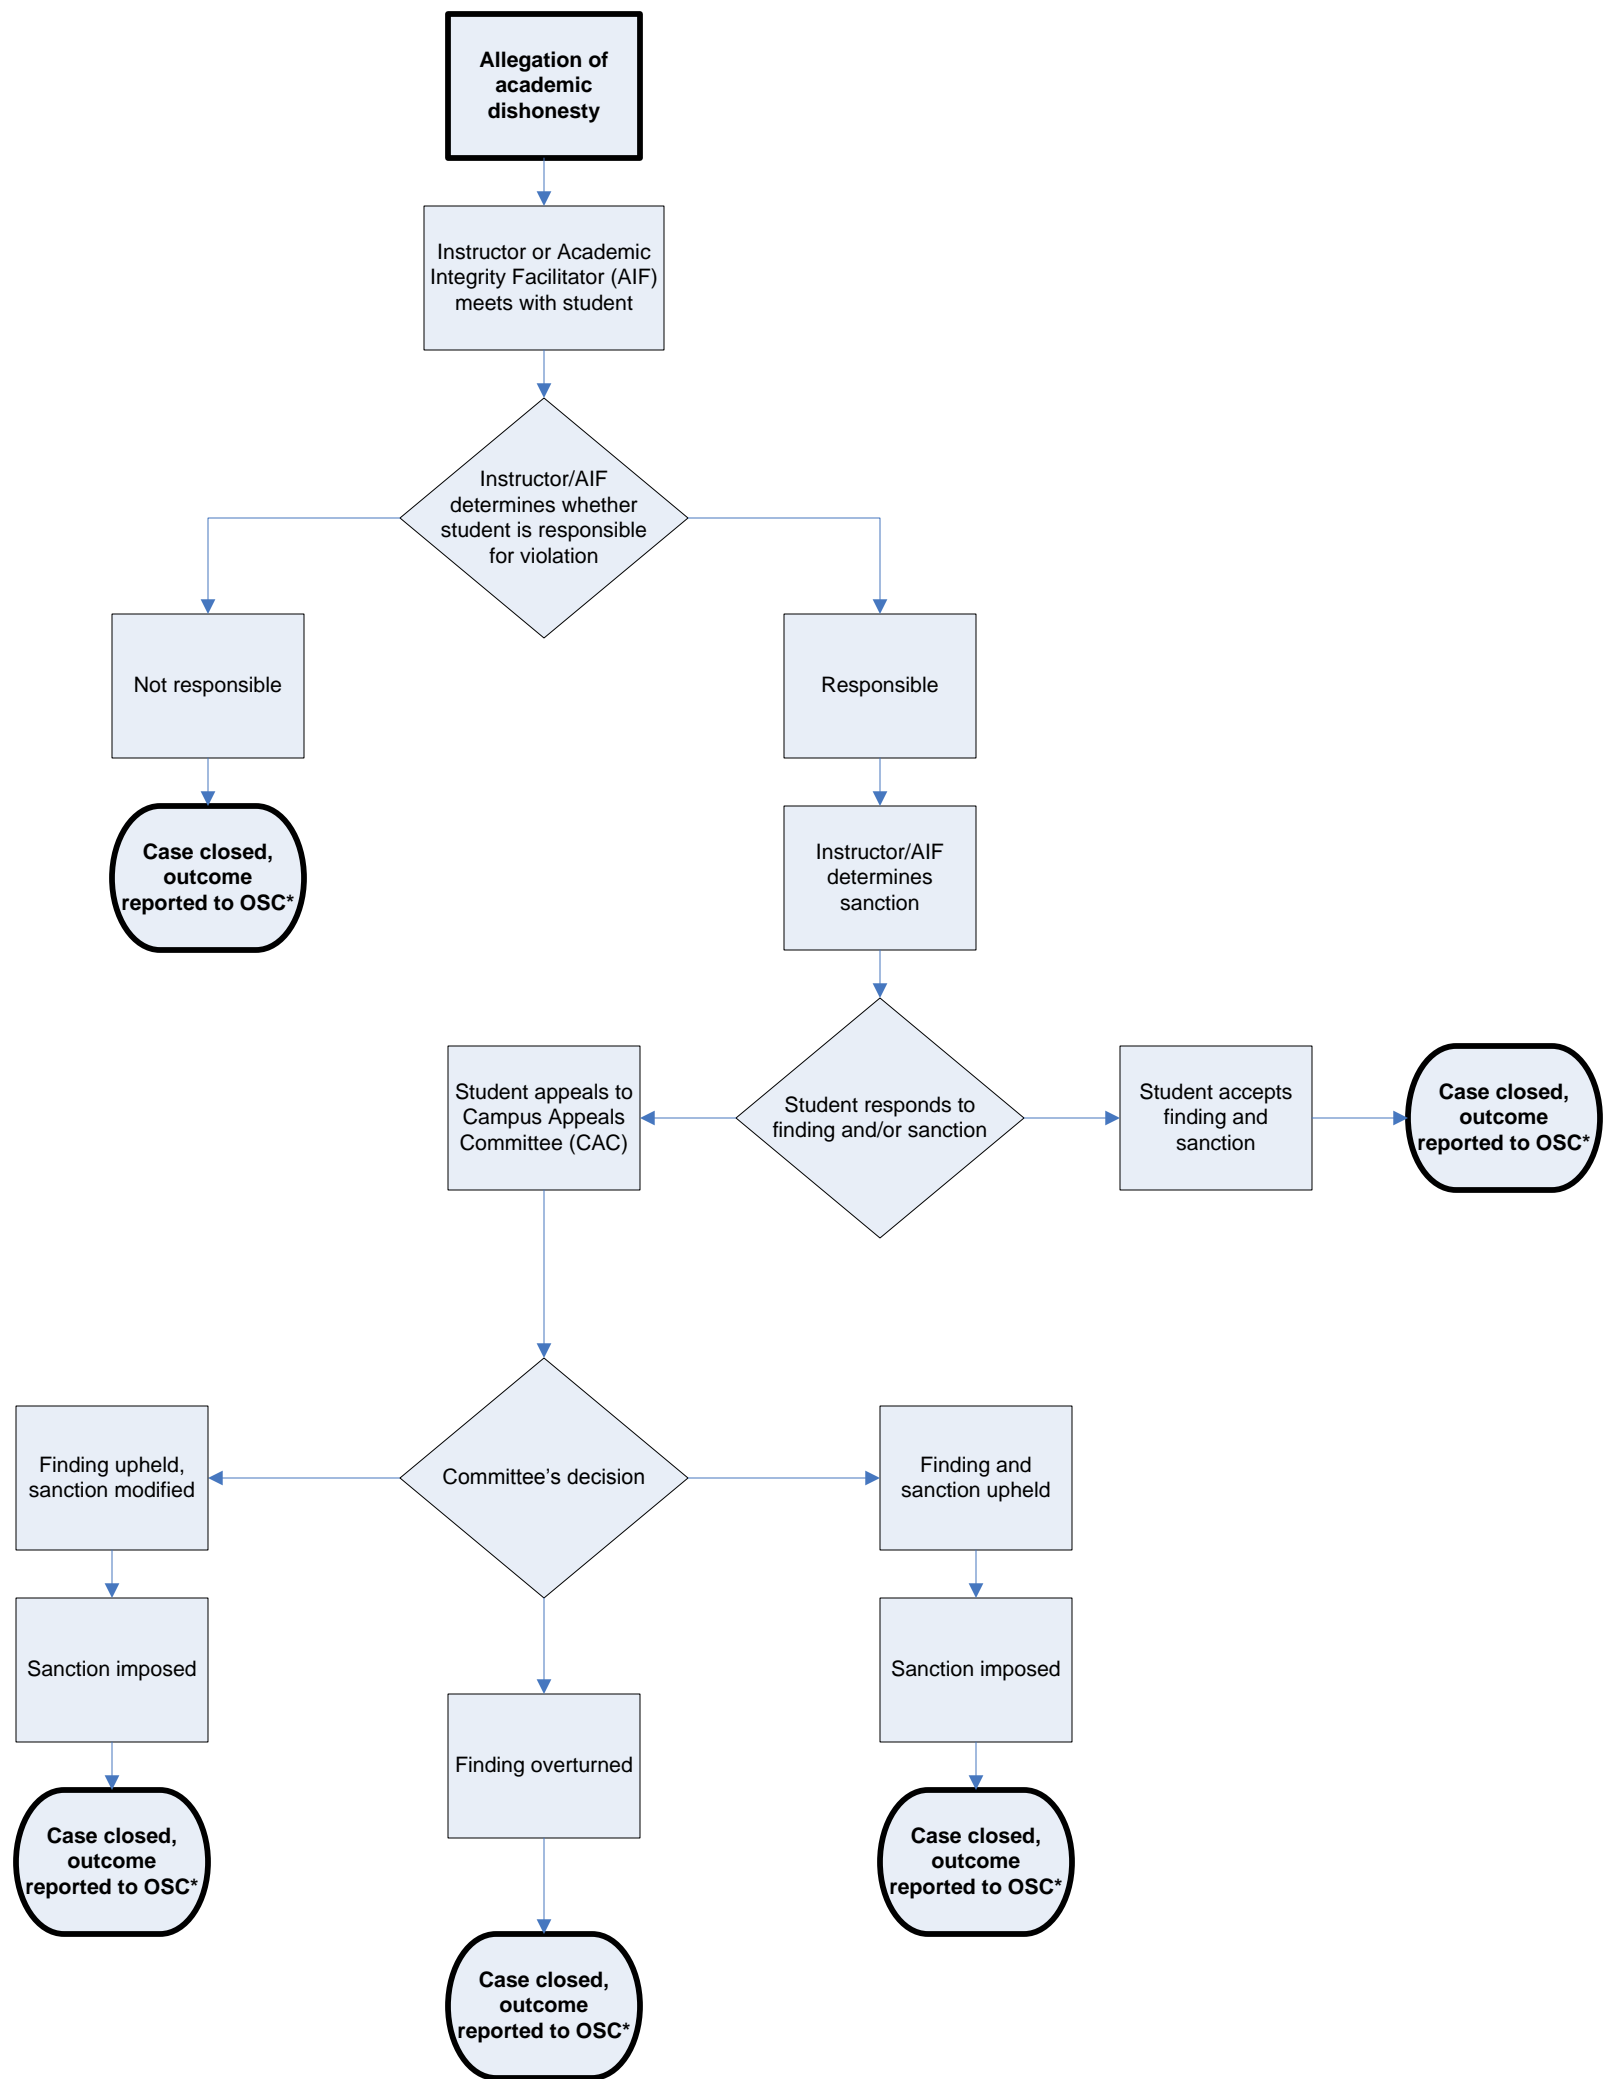 Allegation of
academic
dishonesty
Instructor or Academic
Integrity Facilitator (AIF)
meets with student
Instructor/AIF
determines whether
student is responsible
for violation
Not responsible
Responsible
Case closed,
outcome
reported to OSC*
Instructor/AIF
determines
sanction
Student appeals to
Campus Appeals
Committee (CAC)
Student responds to
finding and/or sanction
Student accepts
finding and
sanction
Case closed,
outcome
reported to OSC*
Finding upheld,
sanction modified
Committee’s decision
Finding and
sanction upheld
Sanction imposed
Finding overturned
Sanction imposed
Case closed,
outcome
reported to OSC*
Case closed,
outcome
reported to OSC*
Case closed,
outcome
reported to OSC*